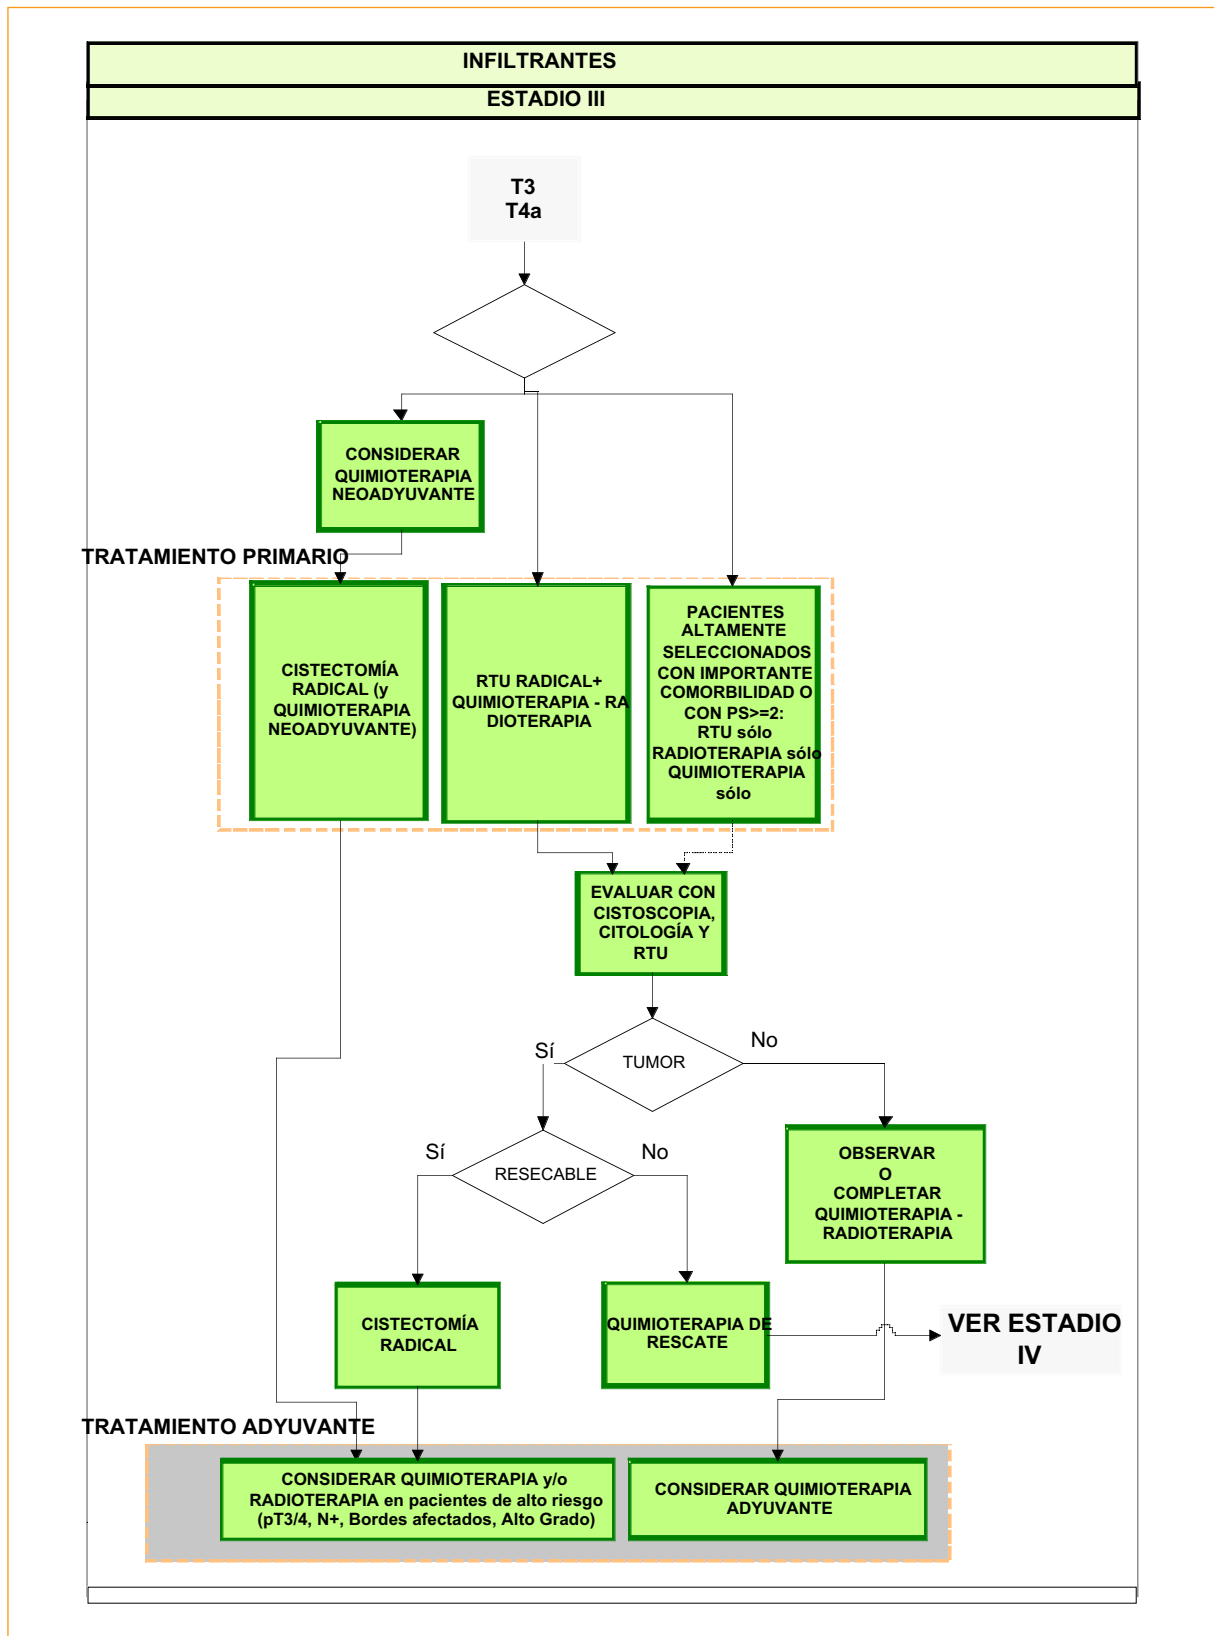 INFILTRANTES
ESTADIO III
T3
T4a
CONSIDERAR
QUIMIOTERAPIA
NEOADYUVANTE
TRATAMIENTO PRIMARIO
CISTECTOMÍA
RADICAL (y
QUIMIOTERAPIA
NEOADYUVANTE)
RTU RADICAL+
QUIMIOTERAPIA - RA
DIOTERAPIA
PACIENTES
ALTAMENTE
SELECCIONADOS
CON IMPORTANTE
COMORBILIDAD O
CON PS>=2:
RTU sólo
RADIOTERAPIA sólo
QUIMIOTERAPIA
sólo
EVALUAR CON
CISTOSCOPIA,
CITOLOGÍA Y
RTU
Sí
TUMOR
No
Sí
RESECABLE
No
OBSERVAR
O
COMPLETAR
QUIMIOTERAPIA -
RADIOTERAPIA
CISTECTOMÍA
RADICAL
QUIMIOTERAPIA DE
RESCATE
VER ESTADIO
IV
TRATAMIENTO ADYUVANTE
CONSIDERAR QUIMIOTERAPIA y/o
RADIOTERAPIA en pacientes de alto riesgo
(pT3/4, N+, Bordes afectados, Alto Grado)
CONSIDERAR QUIMIOTERAPIA
ADYUVANTE